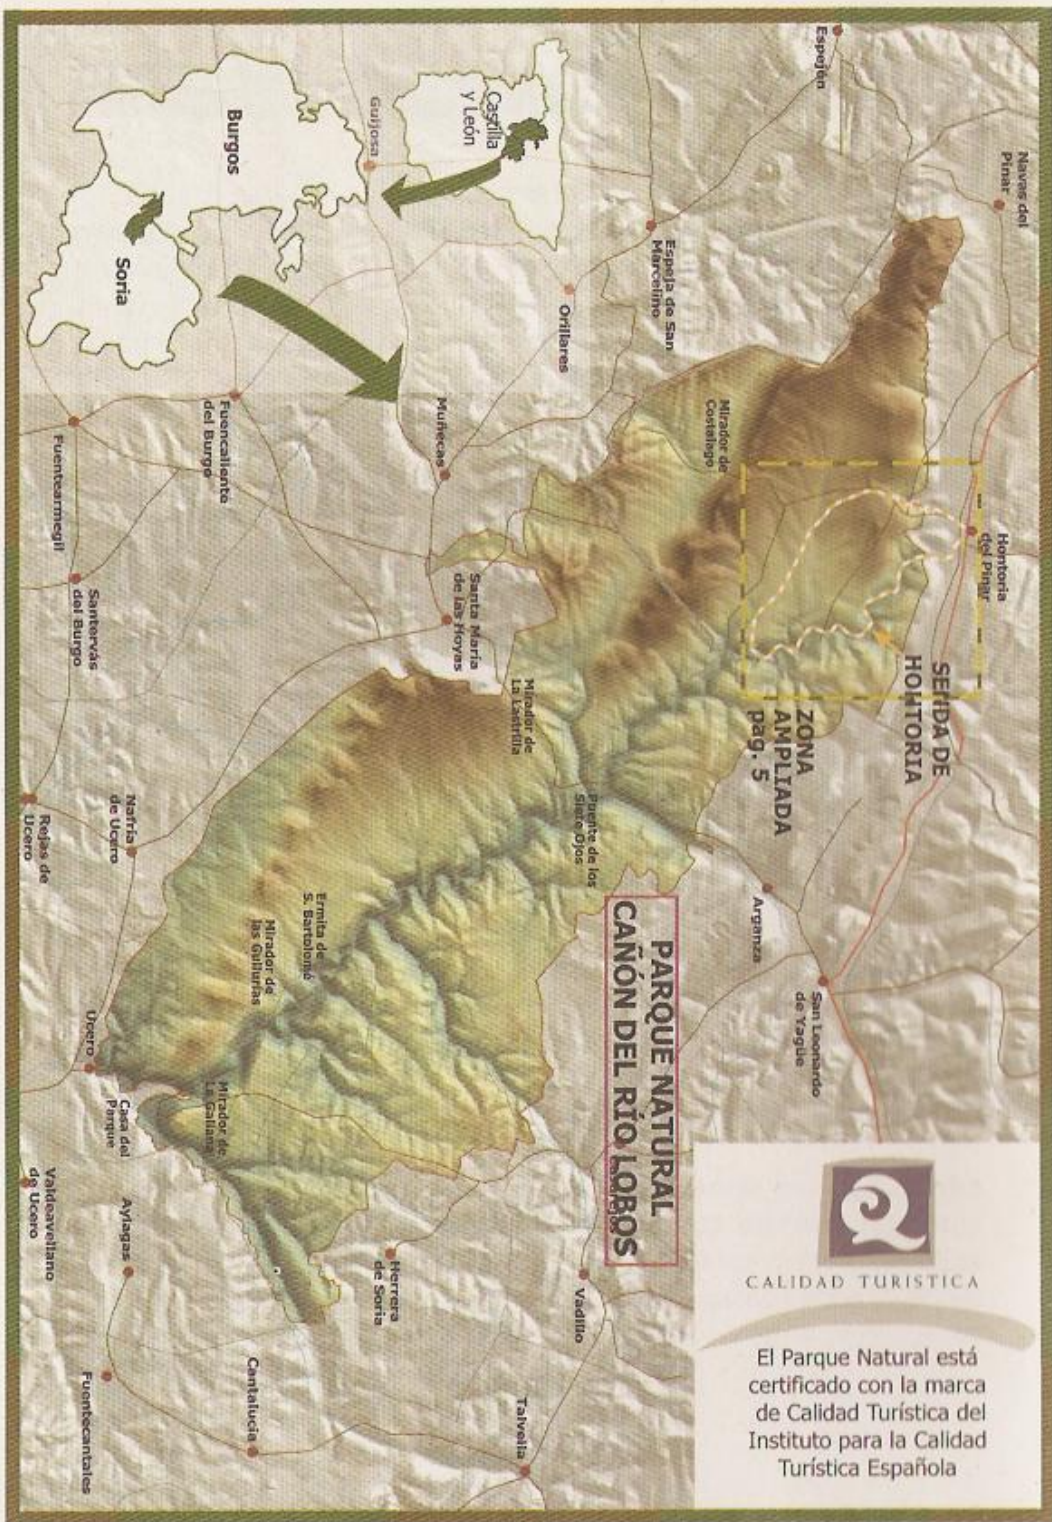 Navas del
Pinar
Espejón
Hontoria
del Pinar
SENDA DE
HONTORIA
Castilla
y León
Guijosa
Burgos
Soria
Espeja de San
Marcelino
Orillares
Mirador de
Costalago
ZONA
AMPLIADA
pag. 5
Muñecas
Fuencaliente
del Burgo
Fuentearmegil
Santa María
de las Hoyas
Santervás
del Burgo
Mirador de
La Lastrilla
Puente de los
Siete Ojos
Arganza
San Leonardo
de Yagüe
PARQUE NATURAL
CAÑÓN DEL RÍO LOBOS
Nafría
de Ucero
Rejas de
Ucero
Ermita de
S. Bartolomé
Mirador de
las Gullurías
Ucero
Casa del
Parque
Mirador de
La Galiana
Valdeavellano
de Ucero
Aylagas
Herrera
de Soria
Vadillo
Fuentecantales
Cantalucia
Talveila
Q
CALIDAD TURISTICA
El Parque Natural está
certificado con la marca
de Calidad Turística del
Instituto para la Calidad
Turística Española